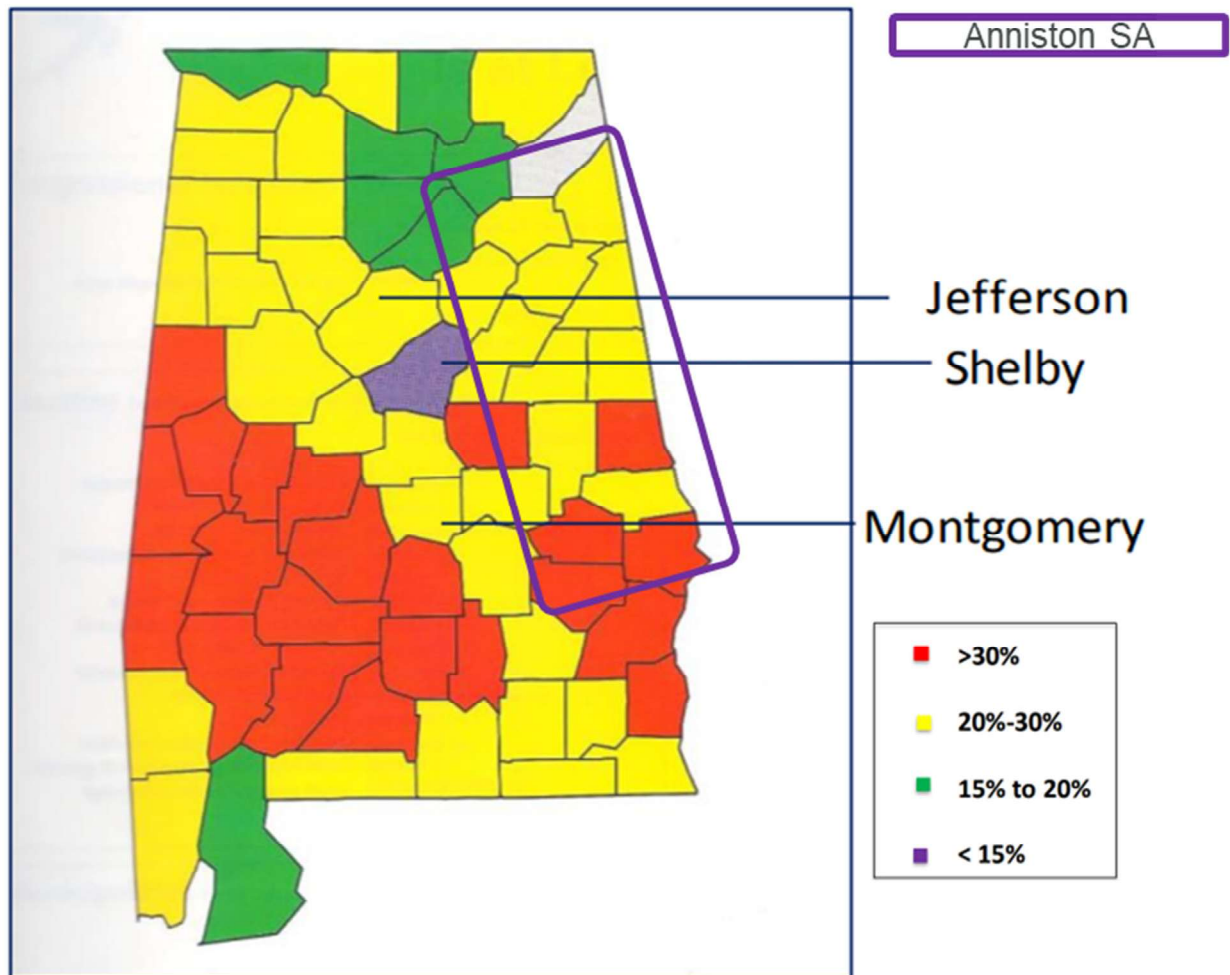 Anniston SA
Jefferson
Shelby
Montgomery
>30%
20%-30%
15% to 20%
< 15%